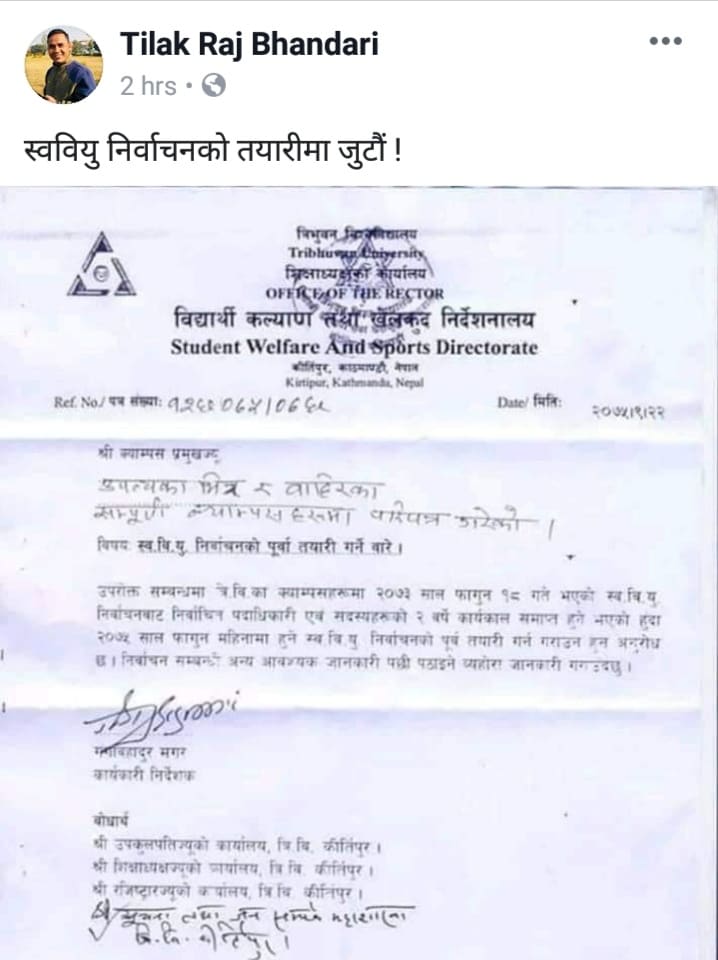 Tilak Raj Bhandari
2 hrs
स्ववियु निर्वाचनको तयारीमा जुटौं !
त्रिभुवन विश्वविद्यालय
Tribhuvan University
शिक्षाध्यक्षको कार्यालय
OFFICE OF THE RECTOR
विद्यार्थी कल्याण तथा खेलकुद निर्देशनालय
Student Welfare And Sports Directorate
कीर्तिपुर, काठमाण्डौ, नेपाल
Kirtipur, Kathmandu, Nepal
Ref. No./ पत्र संख्याः
Date/ मितिः २०७५/९/२२
श्री क्याम्पस प्रमुखज्यू
उपत्यका भित्र र बाहिरका
सम्पूर्ण क्याम्पसहरूमा परिपत्र गरेको ।
विषयः स्व.बि.यु. निर्वाचनको पूर्वा तयारी गर्ने बारे ।
उपरोक्त सम्बन्धमा त्रे.वि.का क्याम्पसहरूमा २०७३ साल फागुन १८ गते भएको स्व.बि.यु.
निर्वाचनबाट निर्वाचित पदाधिकारी एवं सदस्यहरूको २ वर्षे कार्यकाल समाप्त हुने भएको हुदा
२०७५ साल फागुन महिनामा हुने स्व.बि.यु. निर्वाचनको पूर्व तयारी गर्न गराउन हुन अनुरोध
छ । निर्वाचन सम्बन्धी अन्य आवश्यक जानकारी पछी पठाइने व्यहोरा जानकारी गराउदछु ।
बहादुर मगर
कार्यकारी निर्देशक
बोधार्थ
श्री उपकुलपतिज्यूको कार्यालय, त्रि.बि. कीर्तिपुर ।
श्री शिक्षाध्यक्षज्यूको कार्यालय, त्रि.बि. कीर्तिपुर ।
श्री रजिष्टारज्यूको कार्यालय, त्रि.बि. कीर्तिपुर ।
श्री सूचना तथा जन सम्पर्क महाशाखा
त्रि.वि. कीर्तिपुर ।